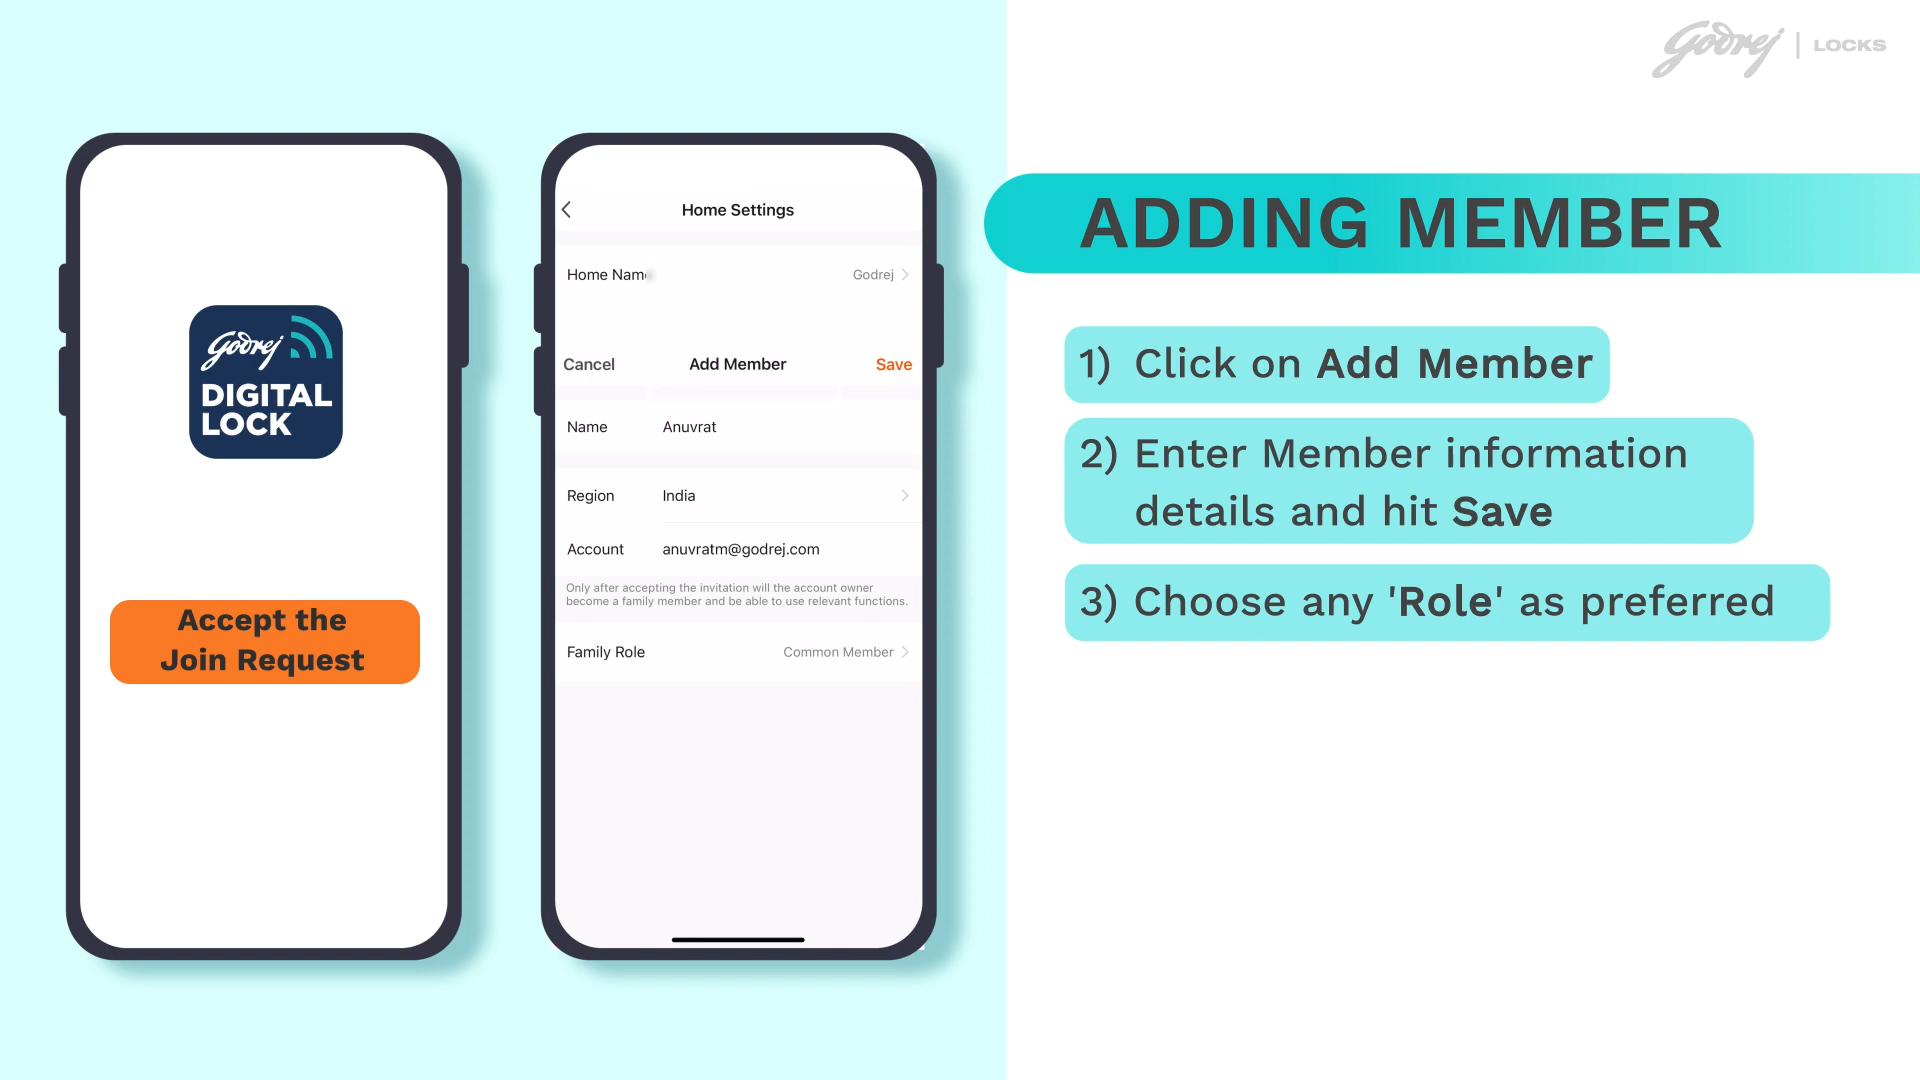 Godrej | LOCKS
Godrej
DIGITAL
LOCK
Accept the
Join Request
Home Settings
Home Nam
Godrej
Cancel
Add Member
Save
Name
Anuvrat
Region
India
Account
anuvratm@godrej.com
Only after accepting the invitation will the account owner
become a family member and be able to use relevant functions.
Family Role
Common Member
ADDING MEMBER
1) Click on Add Member
2) Enter Member information
details and hit Save
3) Choose any 'Role' as preferred